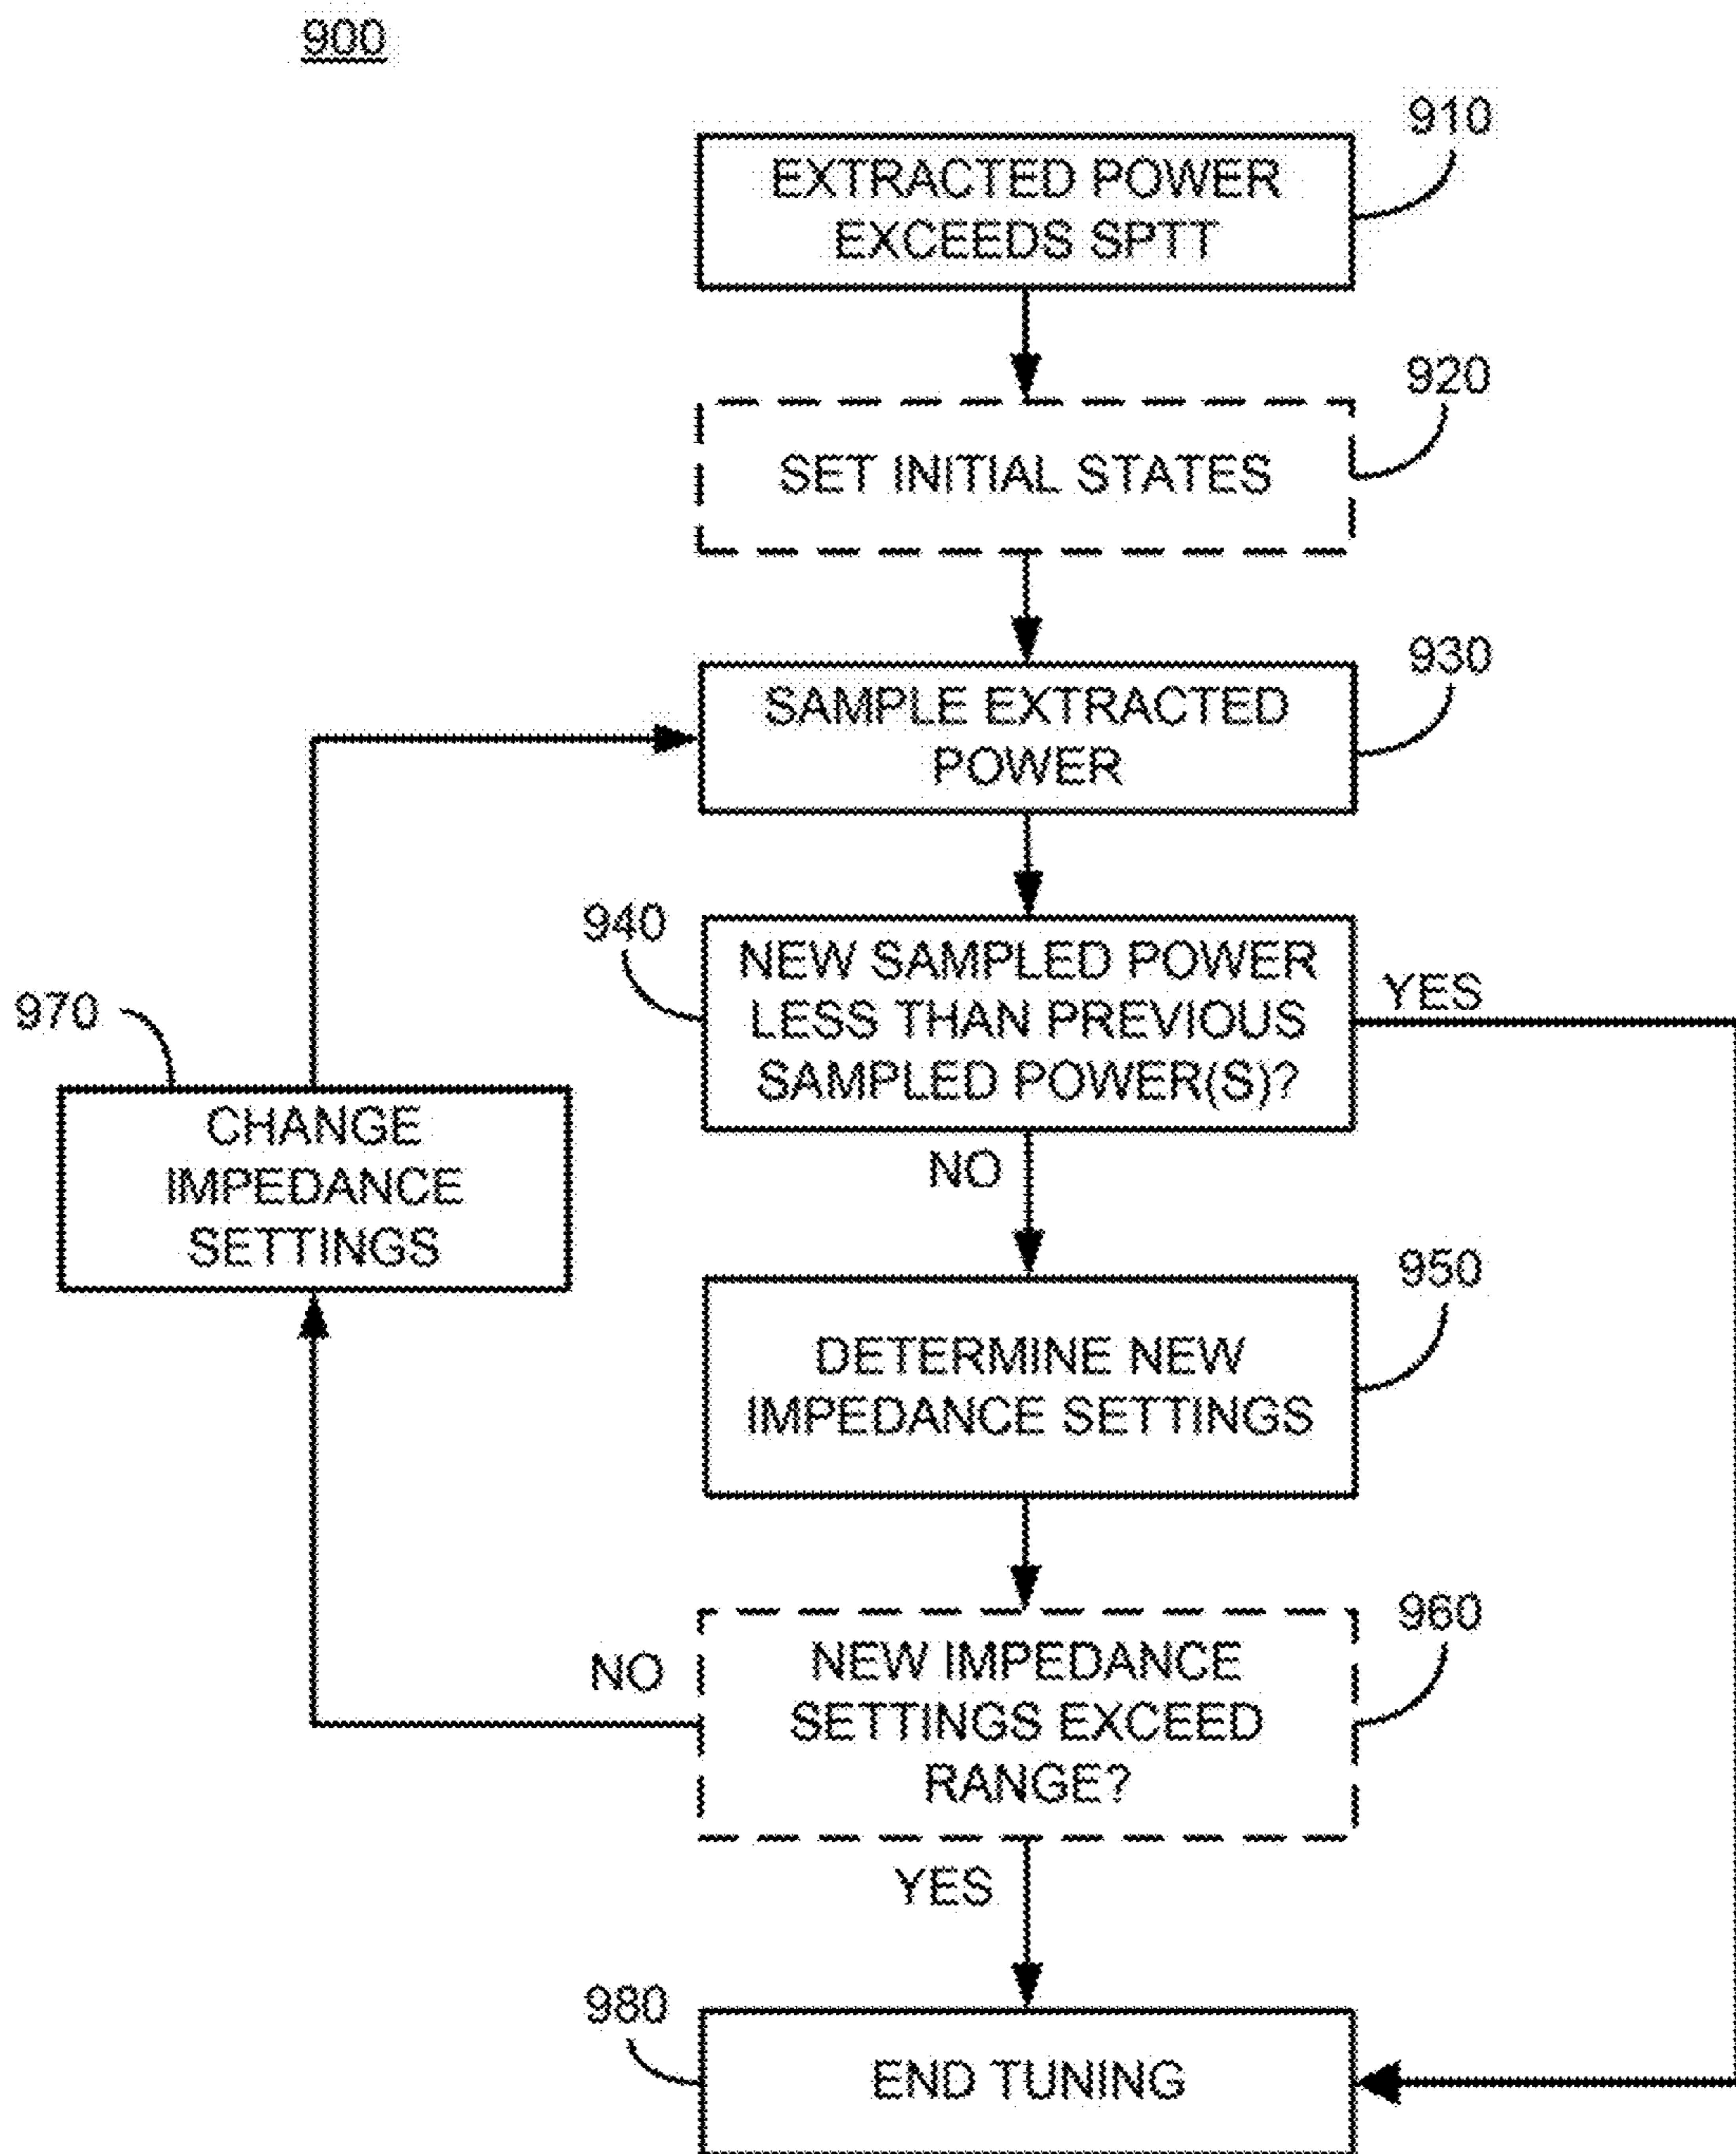 900
910
EXTRACTED POWER
EXCEEDS SPTT
920
SET INITIAL STATES
930
SAMPLE EXTRACTED
POWER
940
NEW SAMPLED POWER
LESS THAN PREVIOUS
SAMPLED POWER(S)?
YES
970
CHANGE
IMPEDANCE
SETTINGS
NO
950
DETERMINE NEW
IMPEDANCE SETTINGS
960
NO
NEW IMPEDANCE
SETTINGS EXCEED
RANGE?
YES
980
END TUNING